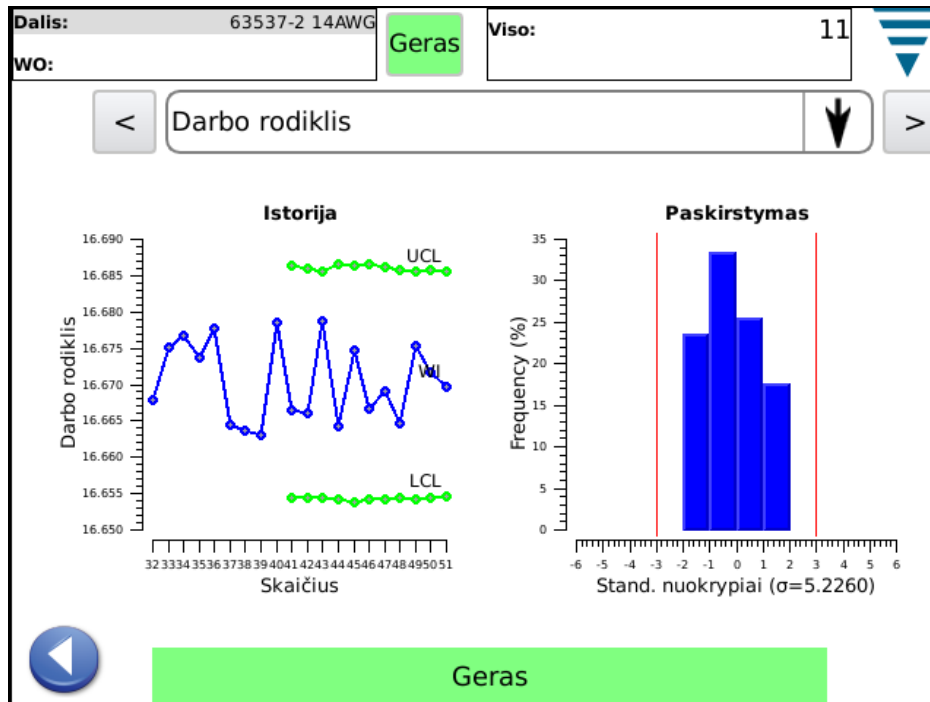 Dalis: 63537-2 14AWG
Geras
Viso: 11
WO:
< Darbo rodiklis >
Istorija
Paskirstymas
Darbo rodiklis
16.690
16.685
16.680
16.675
16.670
16.665
16.660
16.655
16.650
UCL
WI
LCL
32 33 34 35 36 37 38 39 40 41 42 43 44 45 46 47 48 49 50 51
Skaičius
Frequency (%)
35
30
25
20
15
10
5
0
-6 -5 -4 -3 -2 -1 0 1 2 3 4 5 6
Stand. nuokrypiai (σ=5.2260)
Geras